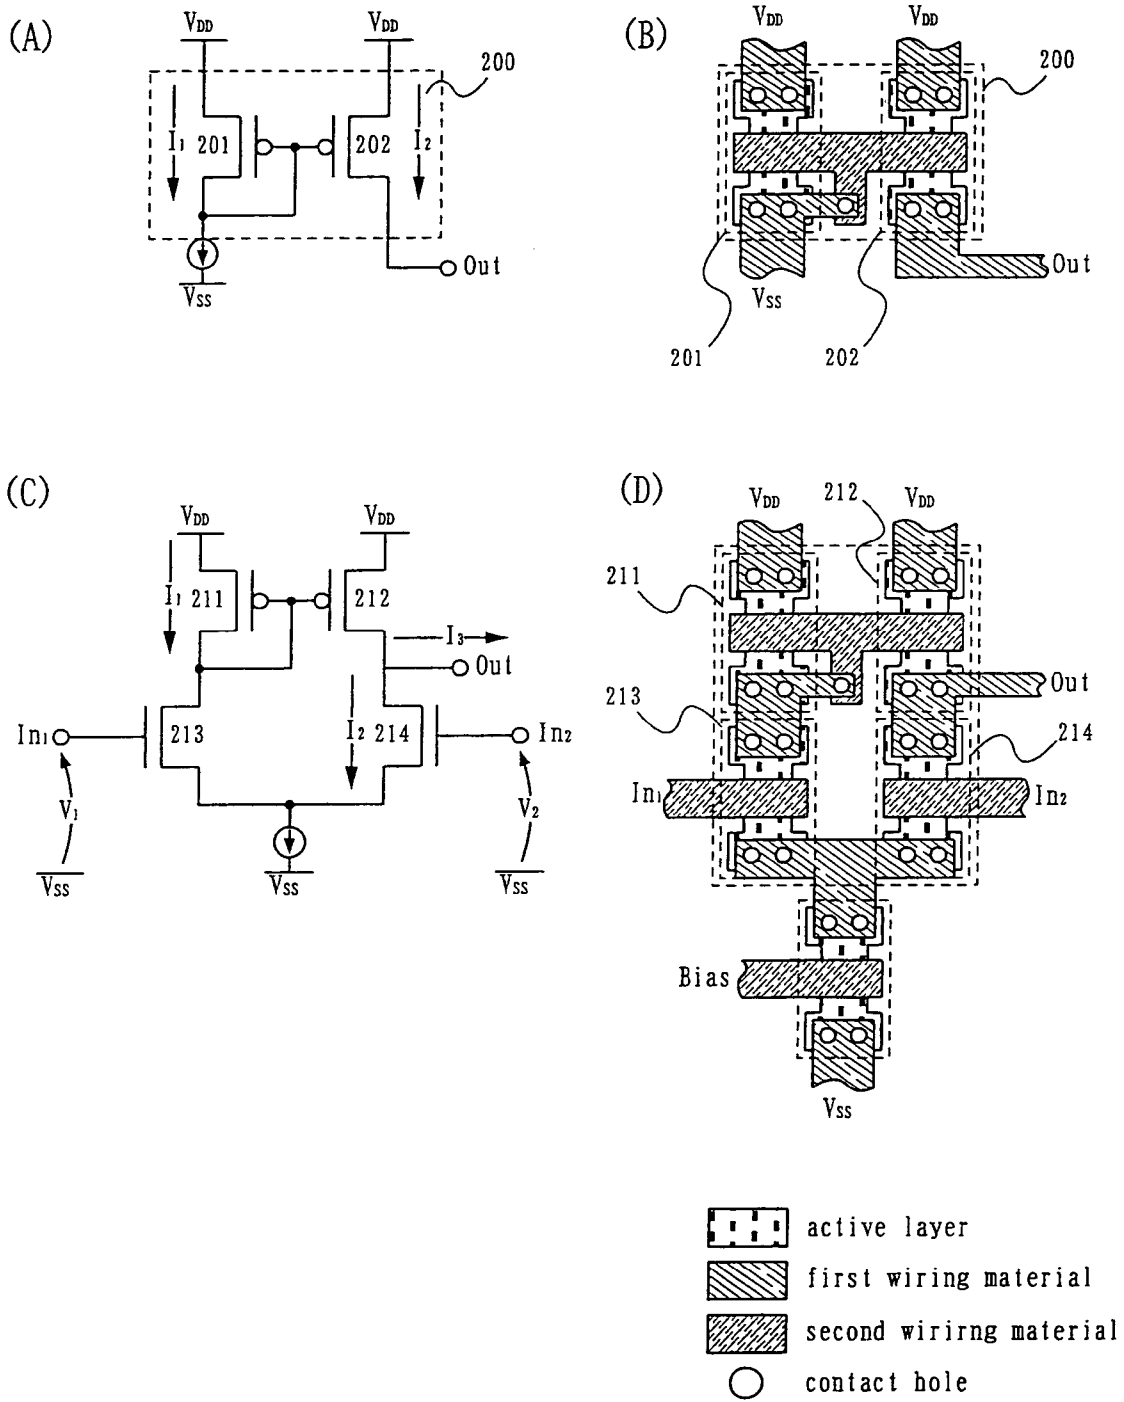 (A)
VDD VDD
200
I1 201 202 I2
Out
VSS
(B)
VDD VDD
200
Out
VSS
201 202
(C)
VDD VDD
I1 211 212
I3
Out
In1 213 I2 214 In2
V1 V2
VSS VSS VSS
(D)
VDD 212 VDD
211
213 Out
214
In1 In2
Bias
VSS
active layer
first wiring material
second wirirng material
contact hole